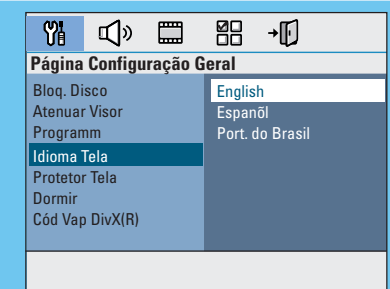 Página Configuração Geral
Bloq. Disco
Atenuar Visor
Programm
Idioma Tela
Protetor Tela
Dormir
Cód Vap DivX(R)
English
Espanõl
Port. do Brasil